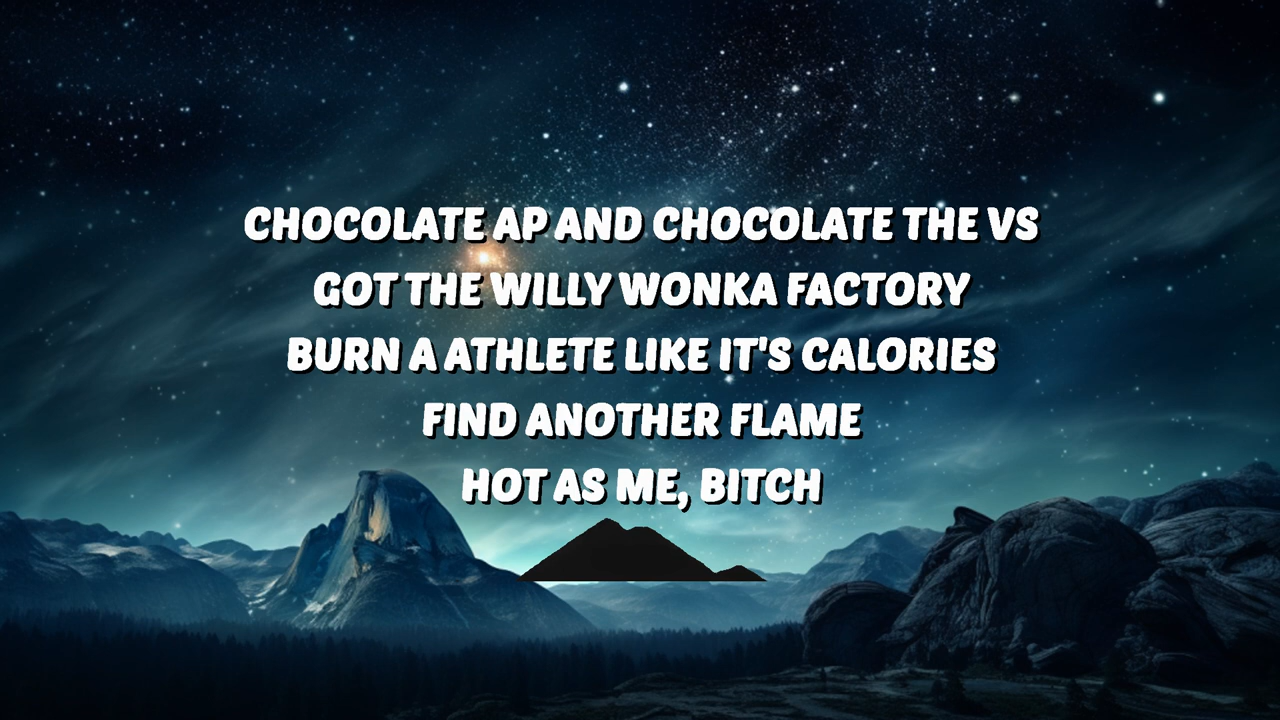 CHOCOLATE AP AND CHOCOLATE THE VS
GOT THE WILLY WONKA FACTORY
BURN A ATHLETE LIKE IT'S CALORIES
FIND ANOTHER FLAME
HOT AS ME, BITCH